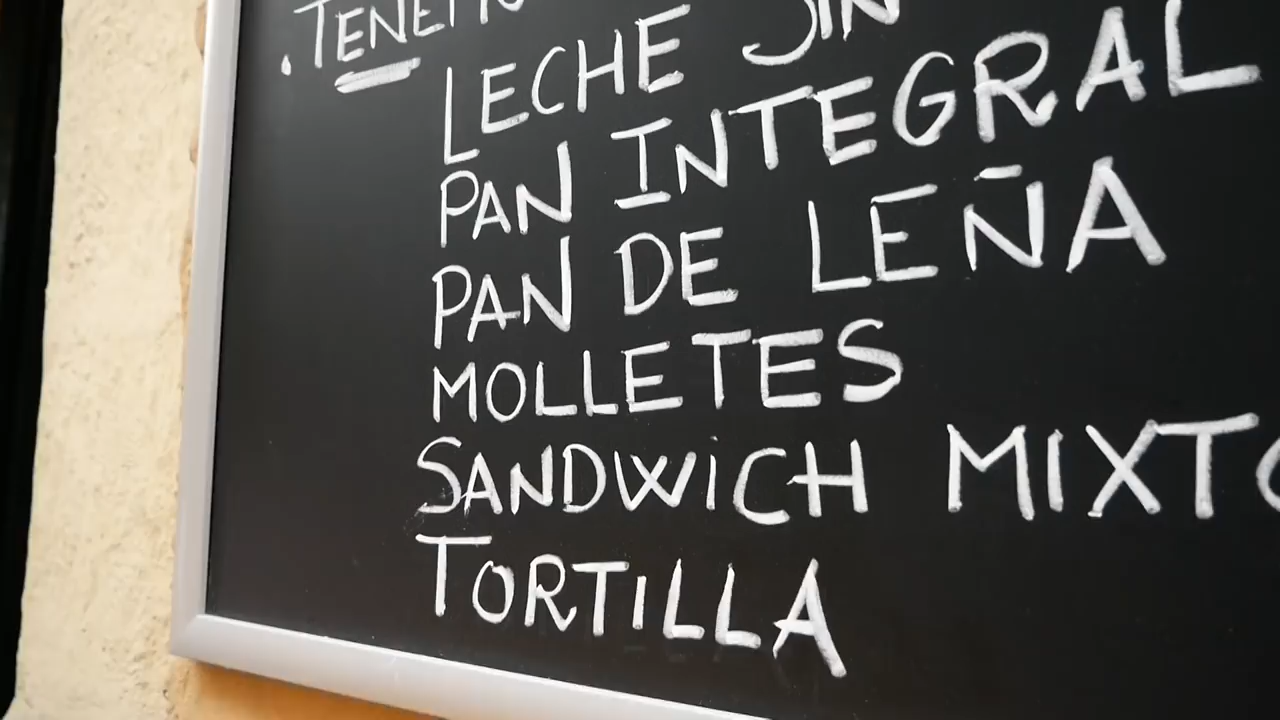 LECHE SIN
PAN INTEGRAL
PAN DE LEÑA
MOLLETES
SANDWICH MIXTO
TORTILLA